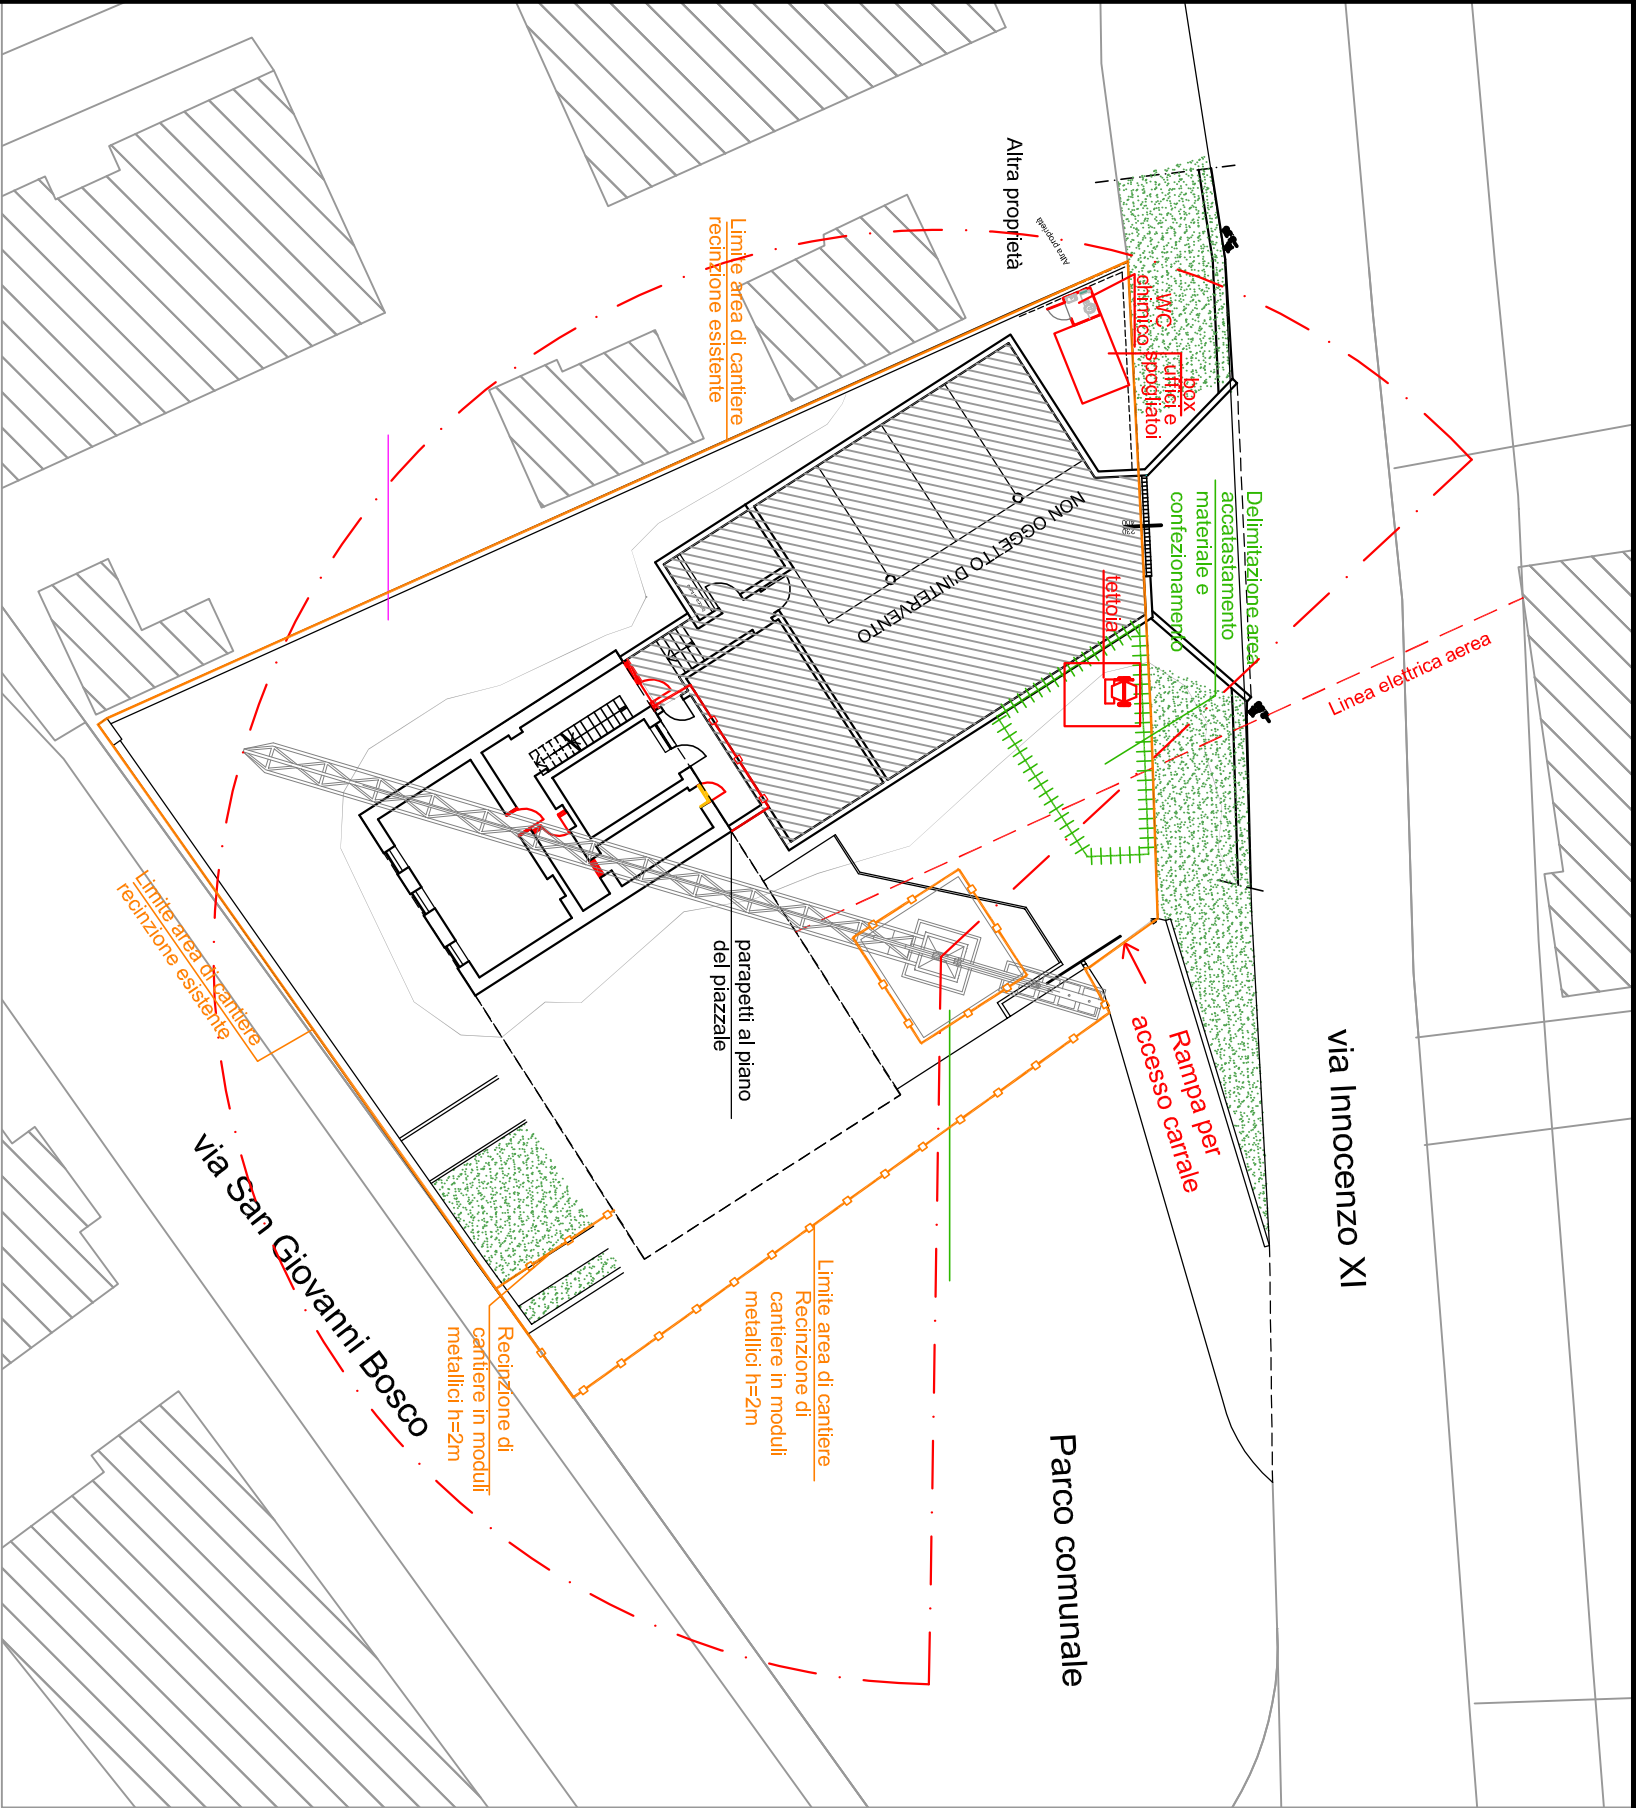 Altra proprietà
Altra proprietà
Limite area di cantiere
recinzione esistente
WC
chimico
box
uffici e
spogliatoi
Delimitazione area
accatastamento
materiale e
confezionamento
NON OGGETTO D'INTERVENTO
tettoia
Linea elettrica aerea
Limite area di cantiere
recinzione esistente
parapetti al piano
del piazzale
Rampa per
accesso carrale
via Innocenzo XI
via San Giovanni Bosco
Limite area di cantiere
Recinzione di
cantiere in moduli
metallici h=2m
Recinzione di
cantiere in moduli
metallici h=2m
Parco comunale